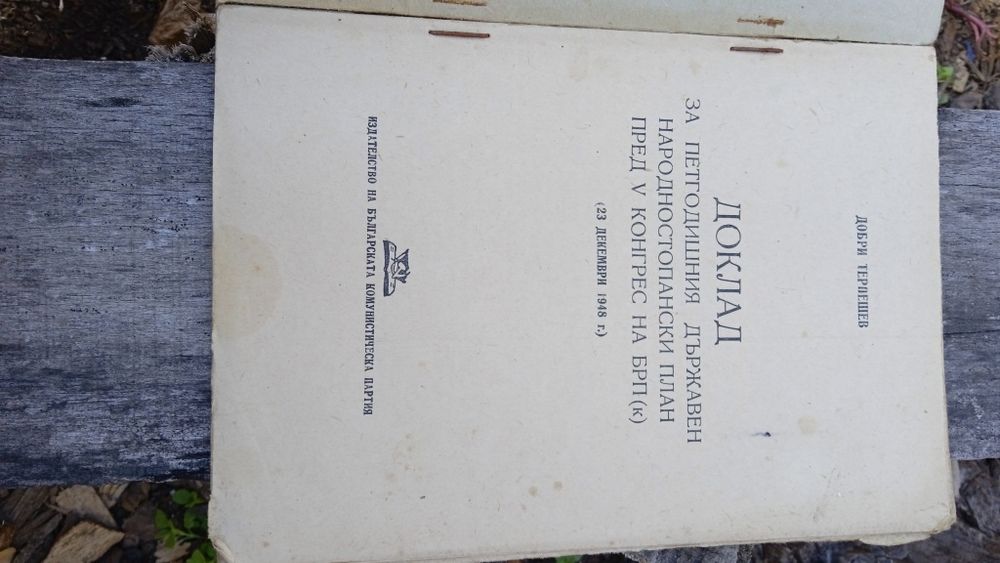 ДОБРИ ТЕРПЕШЕВ
ДОКЛАД
ЗА ПЕТГОДИШНИЯ ДЪРЖАВЕН
НАРОДНОСТОПАНСКИ ПЛАН
ПРЕД V КОНГРЕС НА БРП(к)
(23 ДЕКЕМВРИ 1948 г.)
ИЗДАТЕЛСТВО НА БЪЛГАРСКАТА КОМУНИСТИЧЕСКА ПАРТИЯ